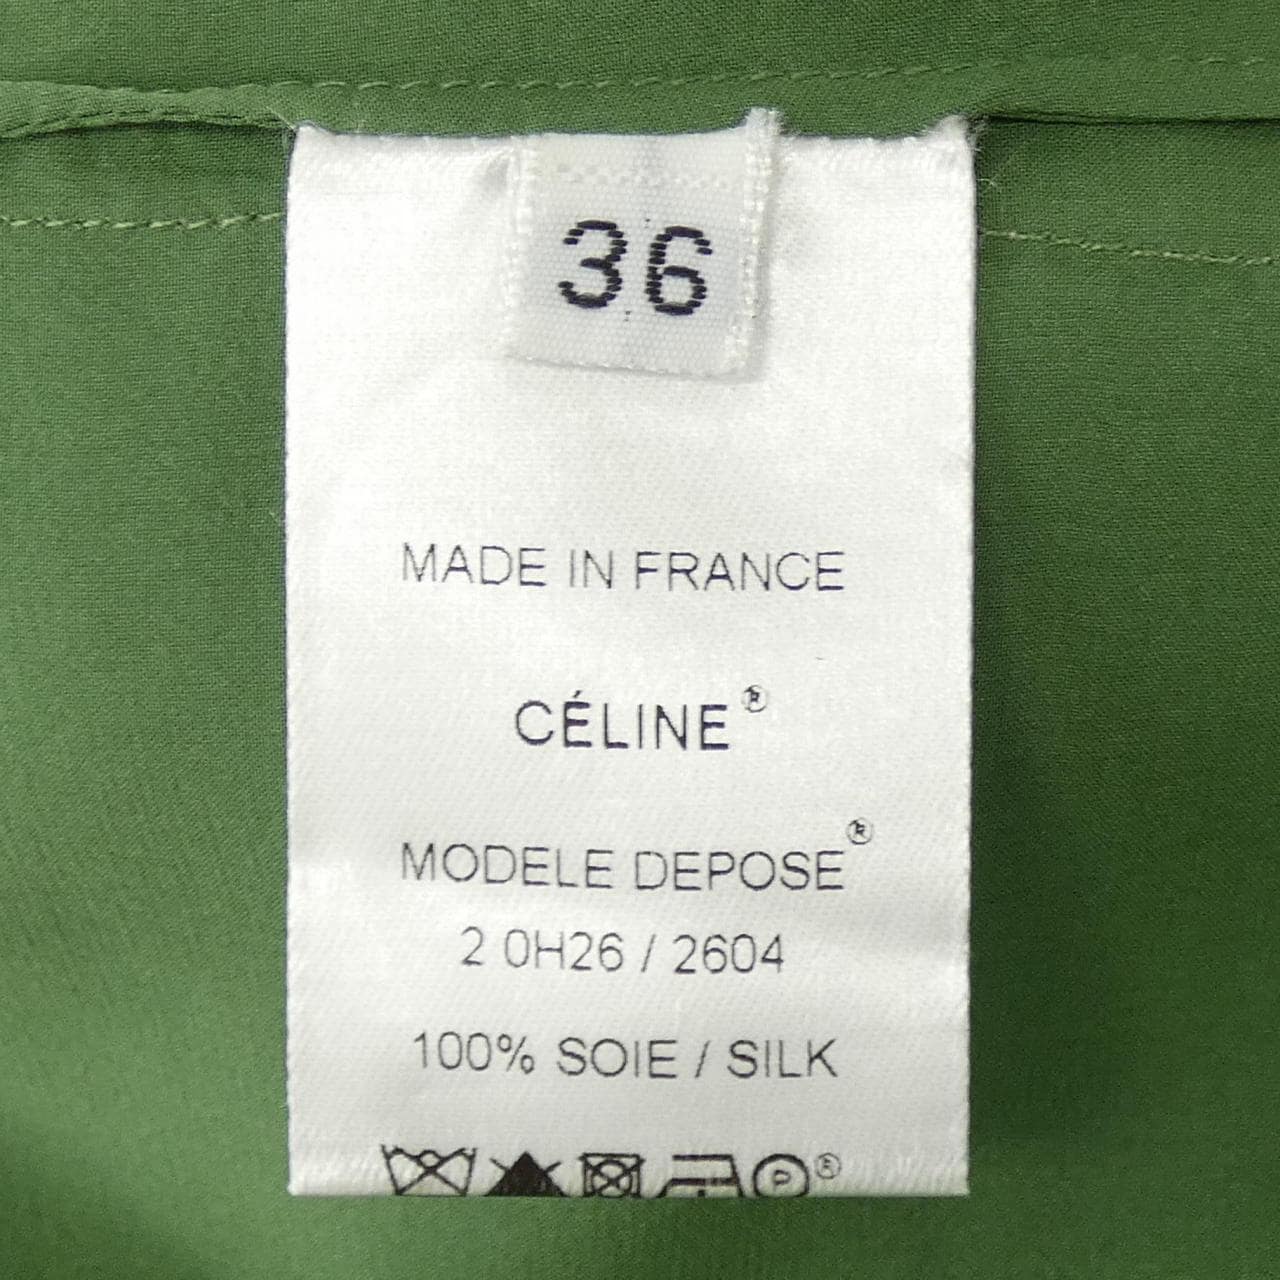 36
MADE IN FRANCE
CÉLINE®
MODELE DEPOSE®
2 0H26 / 2604
100% SOIE / SILK
P ®